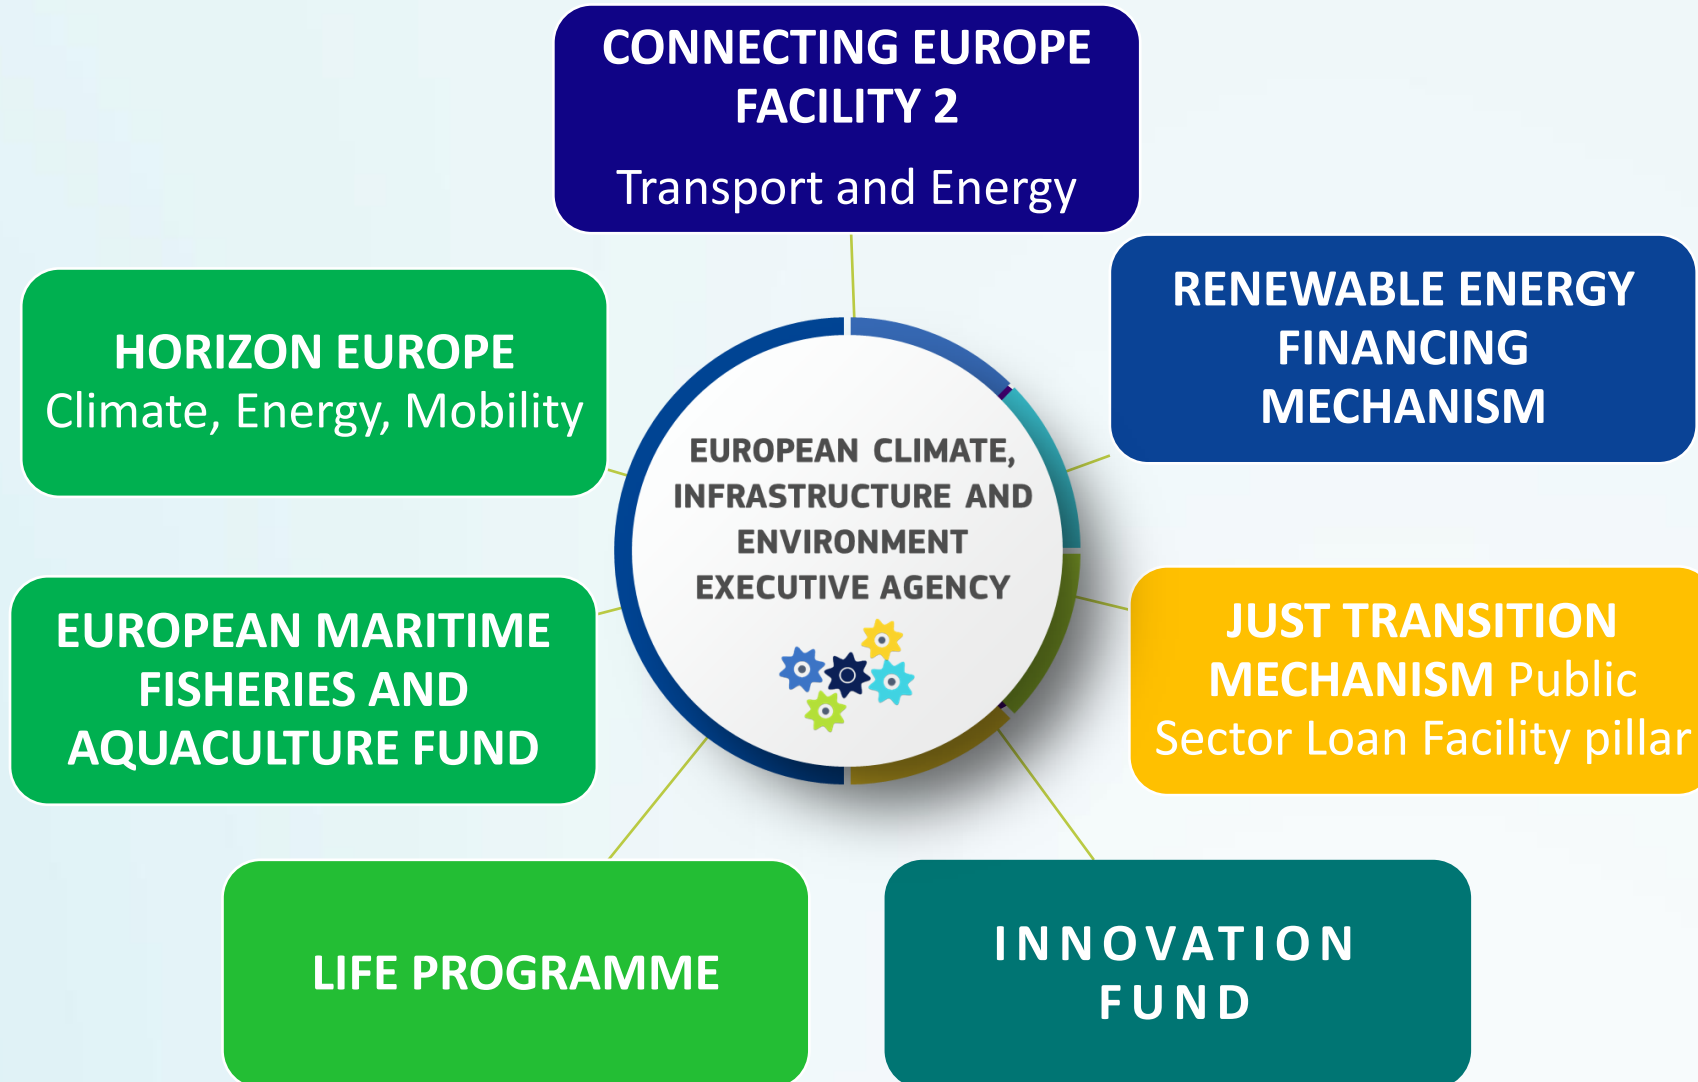 CONNECTING EUROPE
FACILITY 2
Transport and Energy
RENEWABLE ENERGY
FINANCING
MECHANISM
HORIZON EUROPE
Climate, Energy, Mobility
EUROPEAN CLIMATE,
INFRASTRUCTURE AND
ENVIRONMENT
EXECUTIVE AGENCY
JUST TRANSITION
MECHANISM Public
Sector Loan Facility pillar
EUROPEAN MARITIME
FISHERIES AND
AQUACULTURE FUND
LIFE PROGRAMME
INNOVATION
FUND